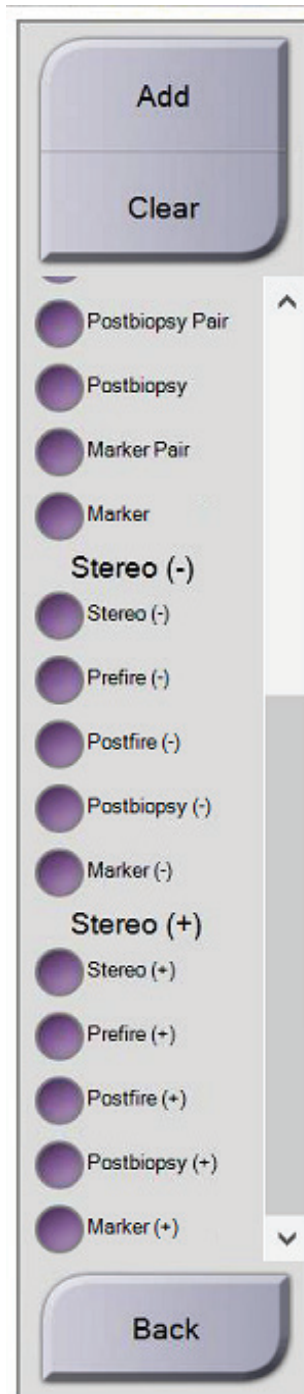 Add
Clear
Postbiopsy Pair
Postbiopsy
Marker Pair
Marker
Stereo (-)
Stereo (-)
Prefire (-)
Postfire (-)
Postbiopsy (-)
Marker (-)
Stereo (+)
Stereo (+)
Prefire (+)
Postfire (+)
Postbiopsy (+)
Marker (+)
Back